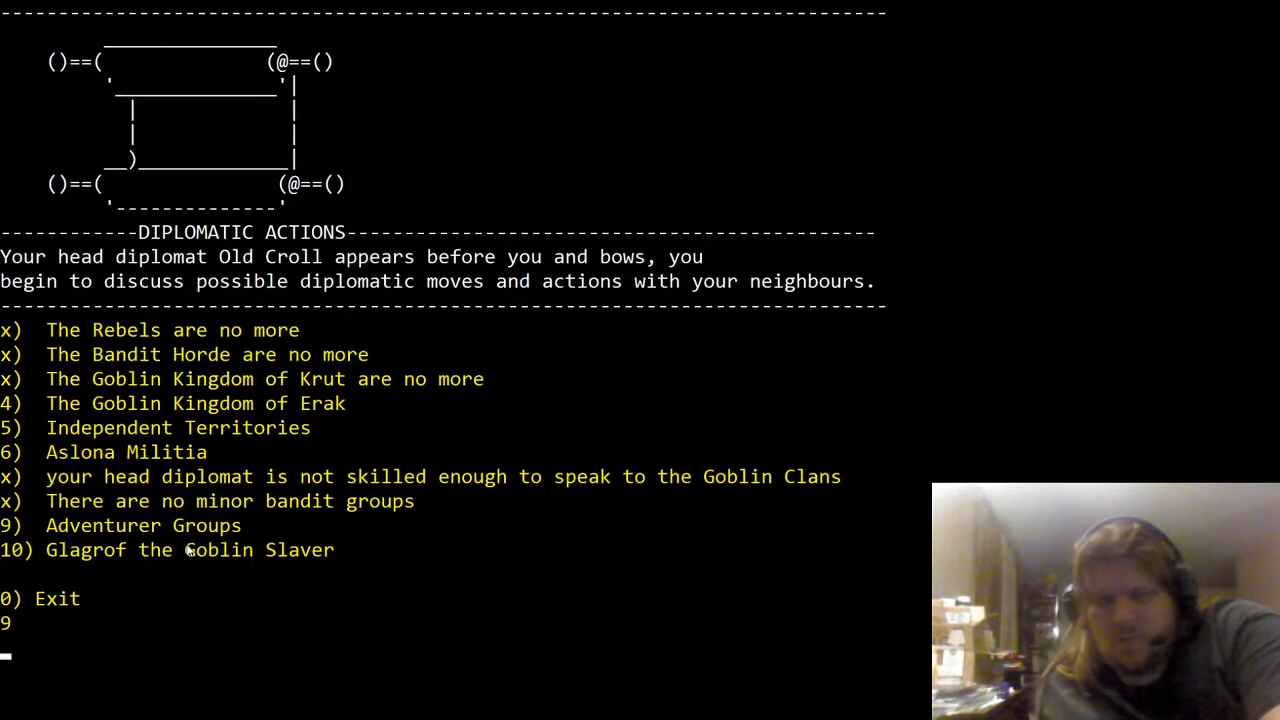 ------------DIPLOMATIC ACTIONS----------------------------------------------
Your head diplomat Old Croll appears before you and bows, you
begin to discuss possible diplomatic moves and actions with your neighbours.
x)  The Rebels are no more
x)  The Bandit Horde are no more
x)  The Goblin Kingdom of Krut are no more
4)  The Goblin Kingdom of Erak
5)  Independent Territories
6)  Aslona Militia
x)  your head diplomat is not skilled enough to speak to the Goblin Clans
x)  There are no minor bandit groups
9)  Adventurer Groups
10) Glagrof the Goblin Slaver
0) Exit
9